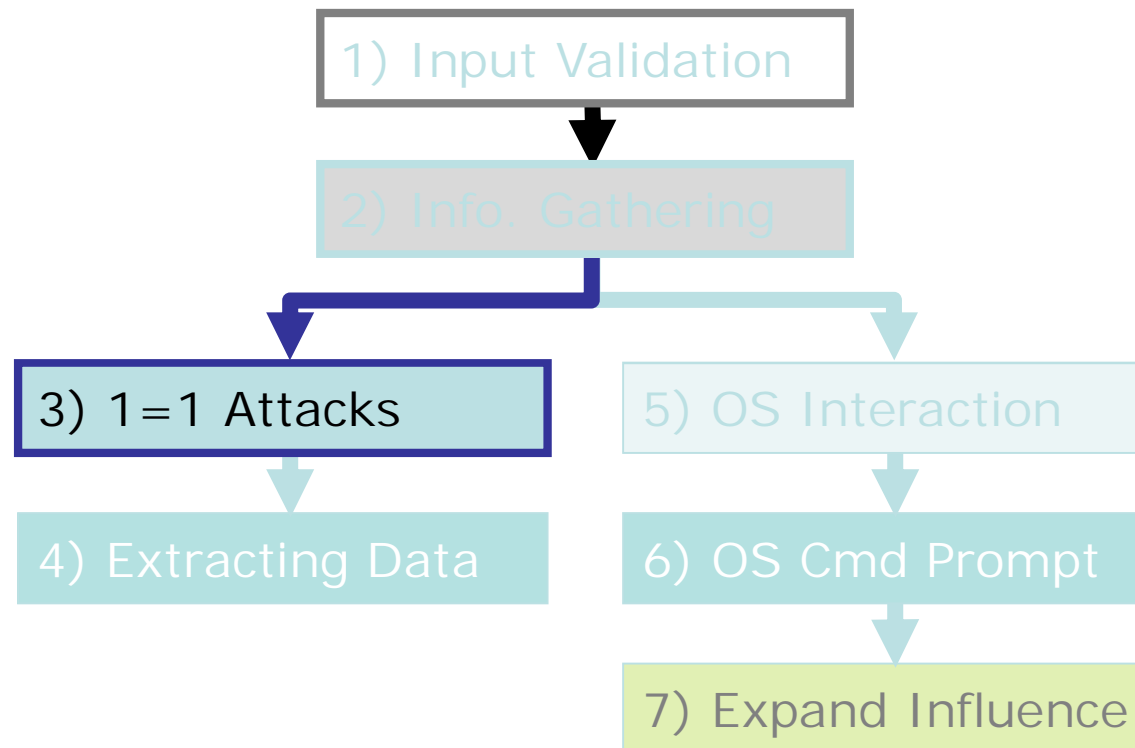 1) Input Validation
2) Info. Gathering
3) 1=1 Attacks
5) OS Interaction
4) Extracting Data
6) OS Cmd Prompt
7) Expand Influence